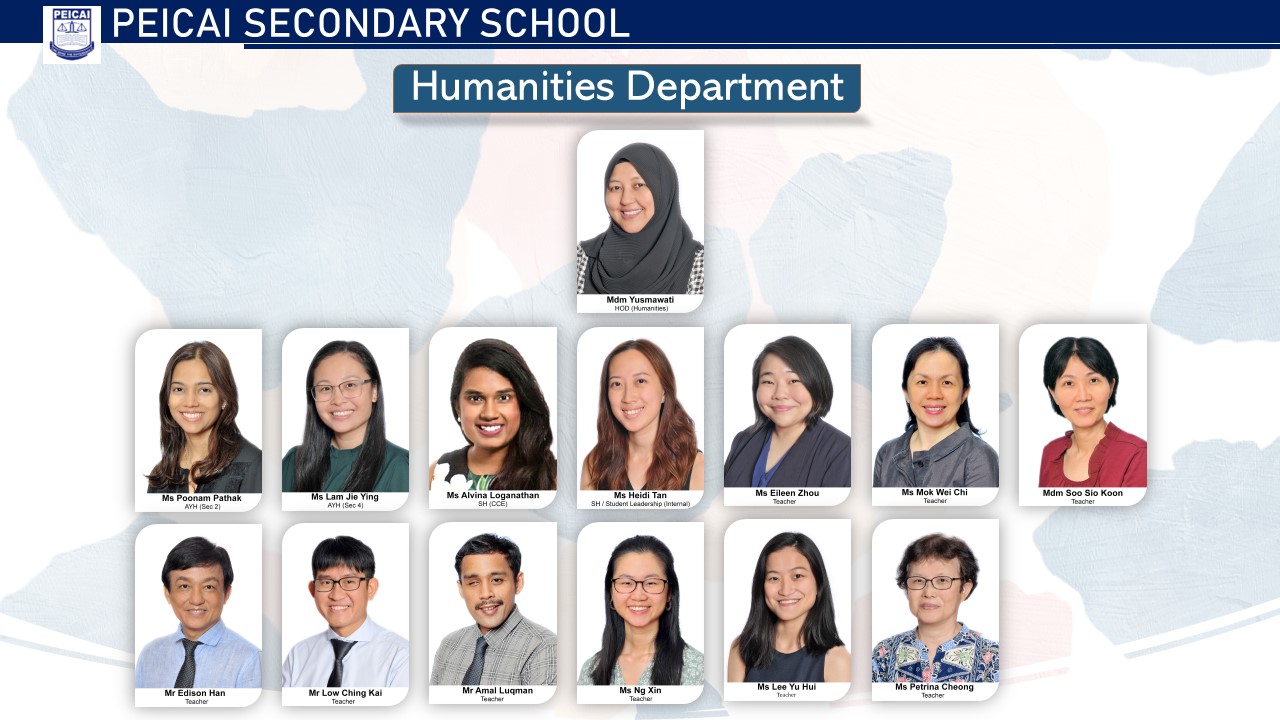 PEICAI
PEICAI SECONDARY SCHOOL
Humanities Department
Mdm Yusmawati
HOD (Humanities)
Ms Poonam Pathak
AYH (Sec 2)
Ms Lam Jie Ying
AYH (Sec 4)
Ms Alvina Loganathan
SH (CCE)
Ms Heidi Tan
SH / Student Leadership (Internal)
Ms Eileen Zhou
Teacher
Ms Mok Wei Chi
Teacher
Mdm Soo Sio Koon
Teacher
Mr Edison Han
Teacher
Mr Low Ching Kai
Teacher
Mr Amal Luqman
Teacher
Ms Ng Xin
Teacher
Ms Lee Yu Hui
Teacher
Ms Petrina Cheong
Teacher